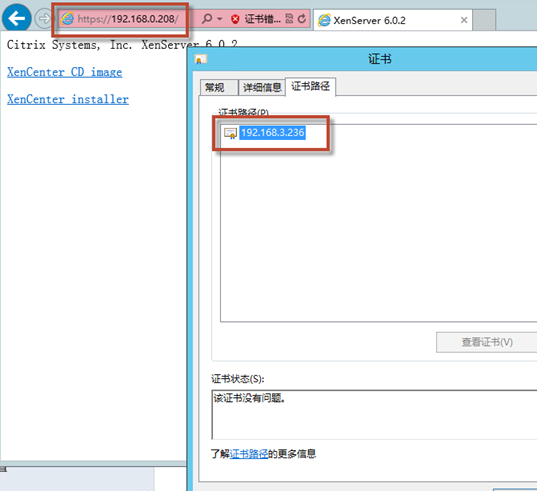 https://192.168.0.208/
证书错...
XenServer 6.0.2
Citrix Systems, Inc. XenServer 6.0.2
XenCenter CD image
XenCenter installer
证书
常规
详细信息
证书路径
证书路径(P)
192.168.3.236
查看证书(V)
证书状态(S):
该证书没有问题。
了解证书路径的更多信息